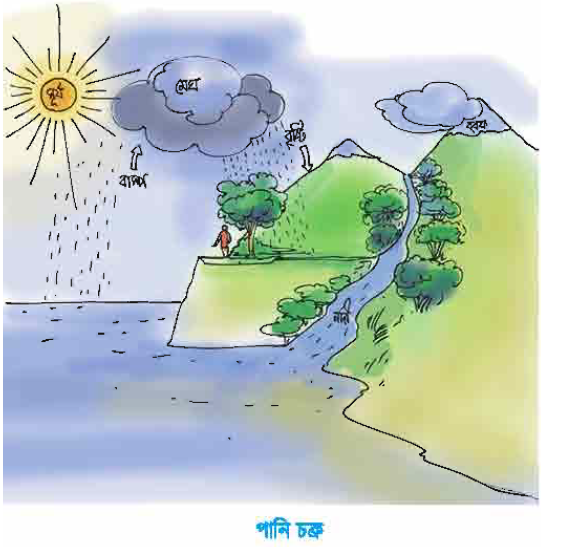 সূর্য
মেঘ
বরফ
বৃষ্টি
বাষ্প
নদী
পানি চক্র